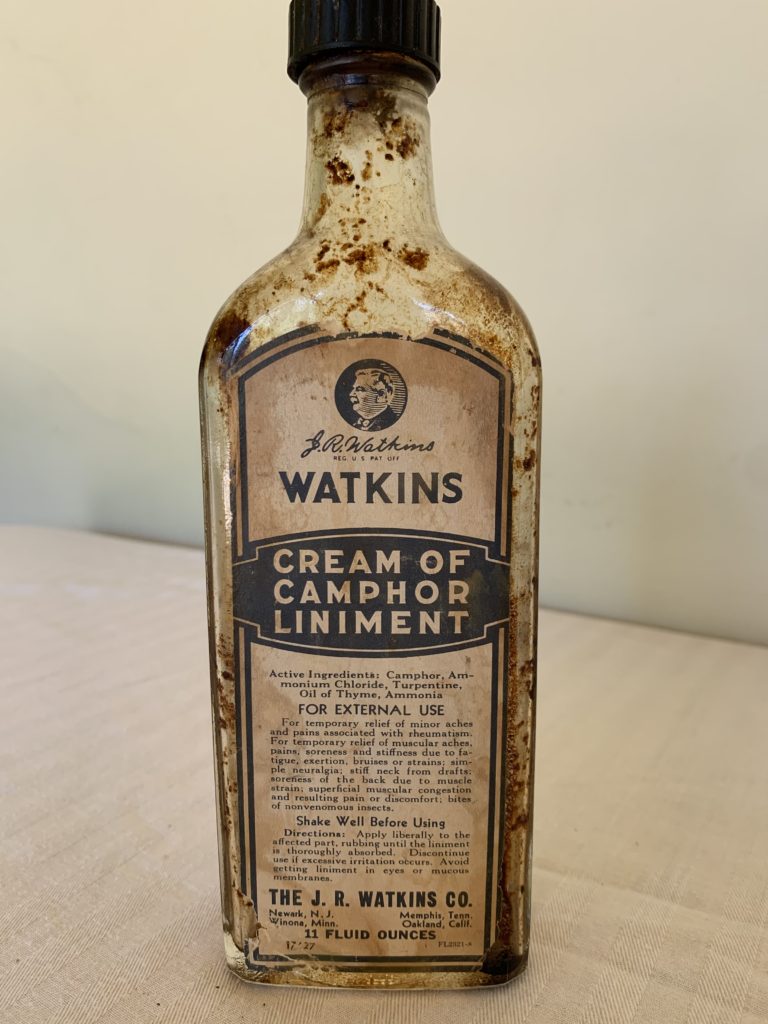 J.R. Watkins
REG. U.S. PAT. OFF.
WATKINS
CREAM OF
CAMPHOR
LINIMENT
Active Ingredients: Camphor, Am-
monium Chloride, Turpentine,
Oil of Thyme, Ammonia
FOR EXTERNAL USE
For temporary relief of minor aches
and pains associated with rheumatism.
For temporary relief of muscular aches,
pains, soreness and stiffness due to fa-
tigue, exertion, bruises or strains; sim-
ple neuralgia; stiff neck from drafts;
soreness of the back due to muscle
strain; superficial muscular congestion
and resulting pain or discomfort; bites
of nonvenomous insects.
Shake Well Before Using
Directions: Apply liberally to the
affected part, rubbing until the liniment
is thoroughly absorbed. Discontinue
use if excessive irritation occurs. Avoid
getting liniment in eyes or mucous
membranes.
THE J. R. WATKINS CO.
Newark, N. J. Memphis, Tenn.
Winona, Minn. Oakland, Calif.
11 FLUID OUNCES